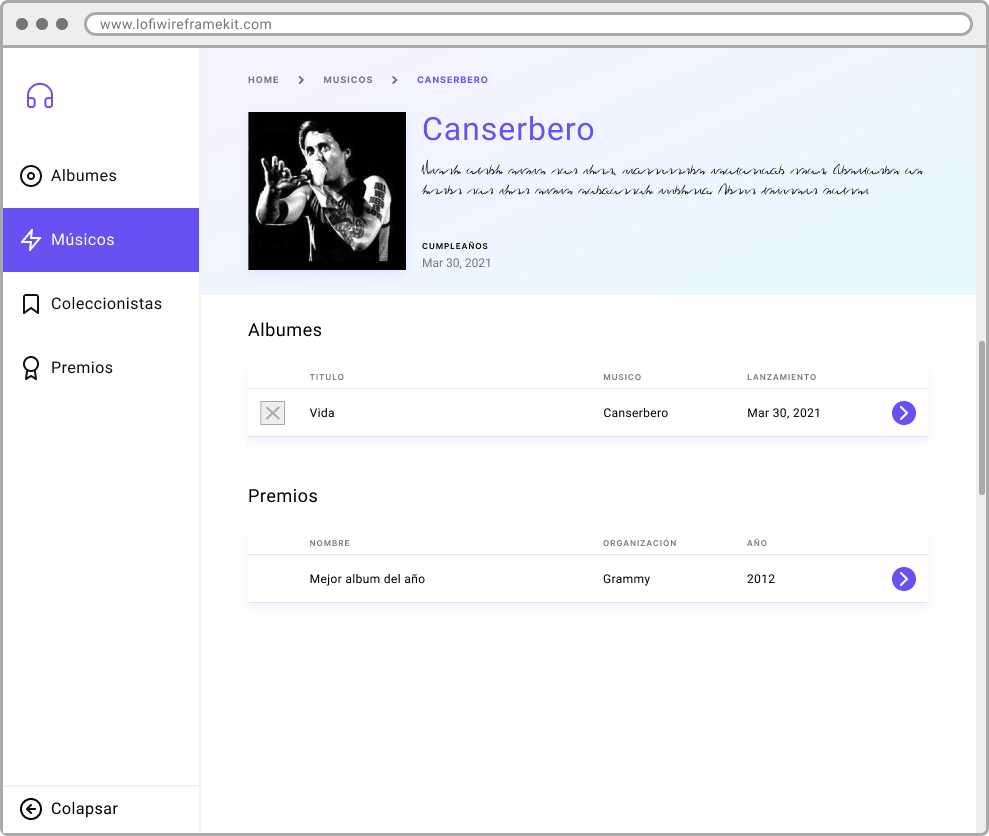 www.lofiwireframekit.com
HOME > MUSICOS > CANSERBERO
Albumes
Músicos
Coleccionistas
Premios
Colapsar
Canserbero
CUMPLEAÑOS
Mar 30, 2021
Albumes
TITULO MUSICO LANZAMIENTO
Vida Canserbero Mar 30, 2021
Premios
NOMBRE ORGANIZACIÓN AÑO
Mejor album del año Grammy 2012